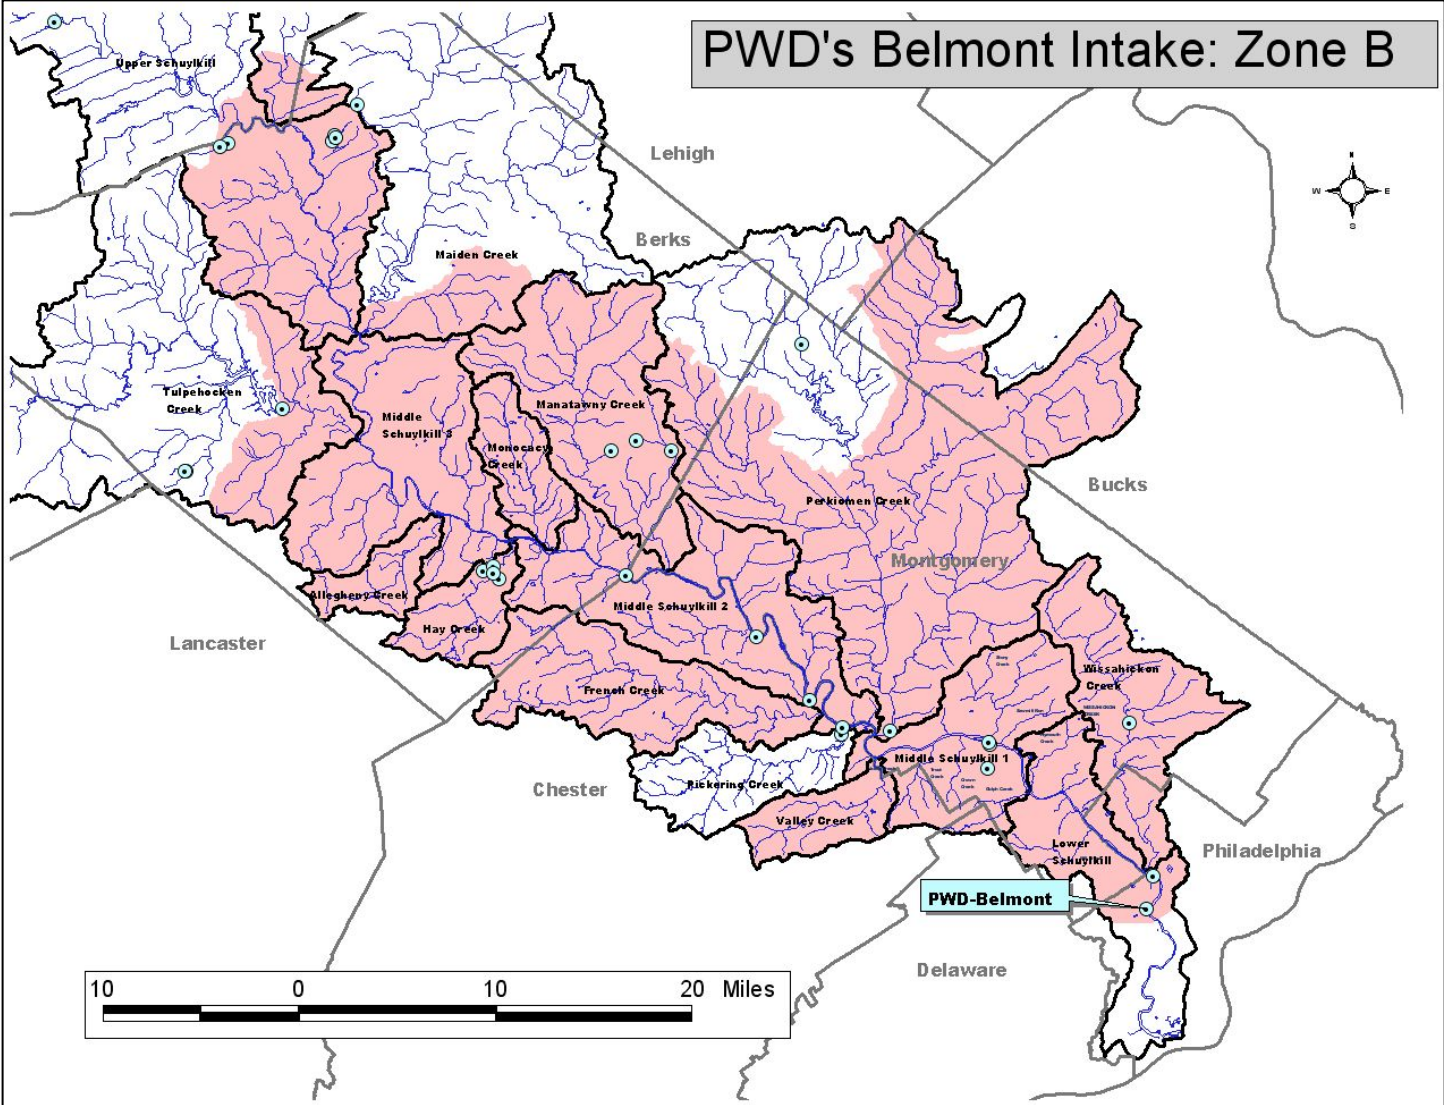 PWD's Belmont Intake: Zone B
Upper Schuylkill
Lehigh
N
W
E
S
Berks
Maiden Creek
Tulpehocken
Creek
Middle
Schuylkill 3
Manatawny Creek
Monocacy
Creek
Bucks
Perkiomen Creek
Montgomery
Allegheny Creek
Middle Schuylkill 2
Hay Creek
Lancaster
Wissahickon
Creek
French Creek
Middle Schuylkill 1
Chester
Pickering Creek
Valley Creek
Lower
Schuylkill
Philadelphia
PWD-Belmont
Delaware
10 0 10 20 Miles